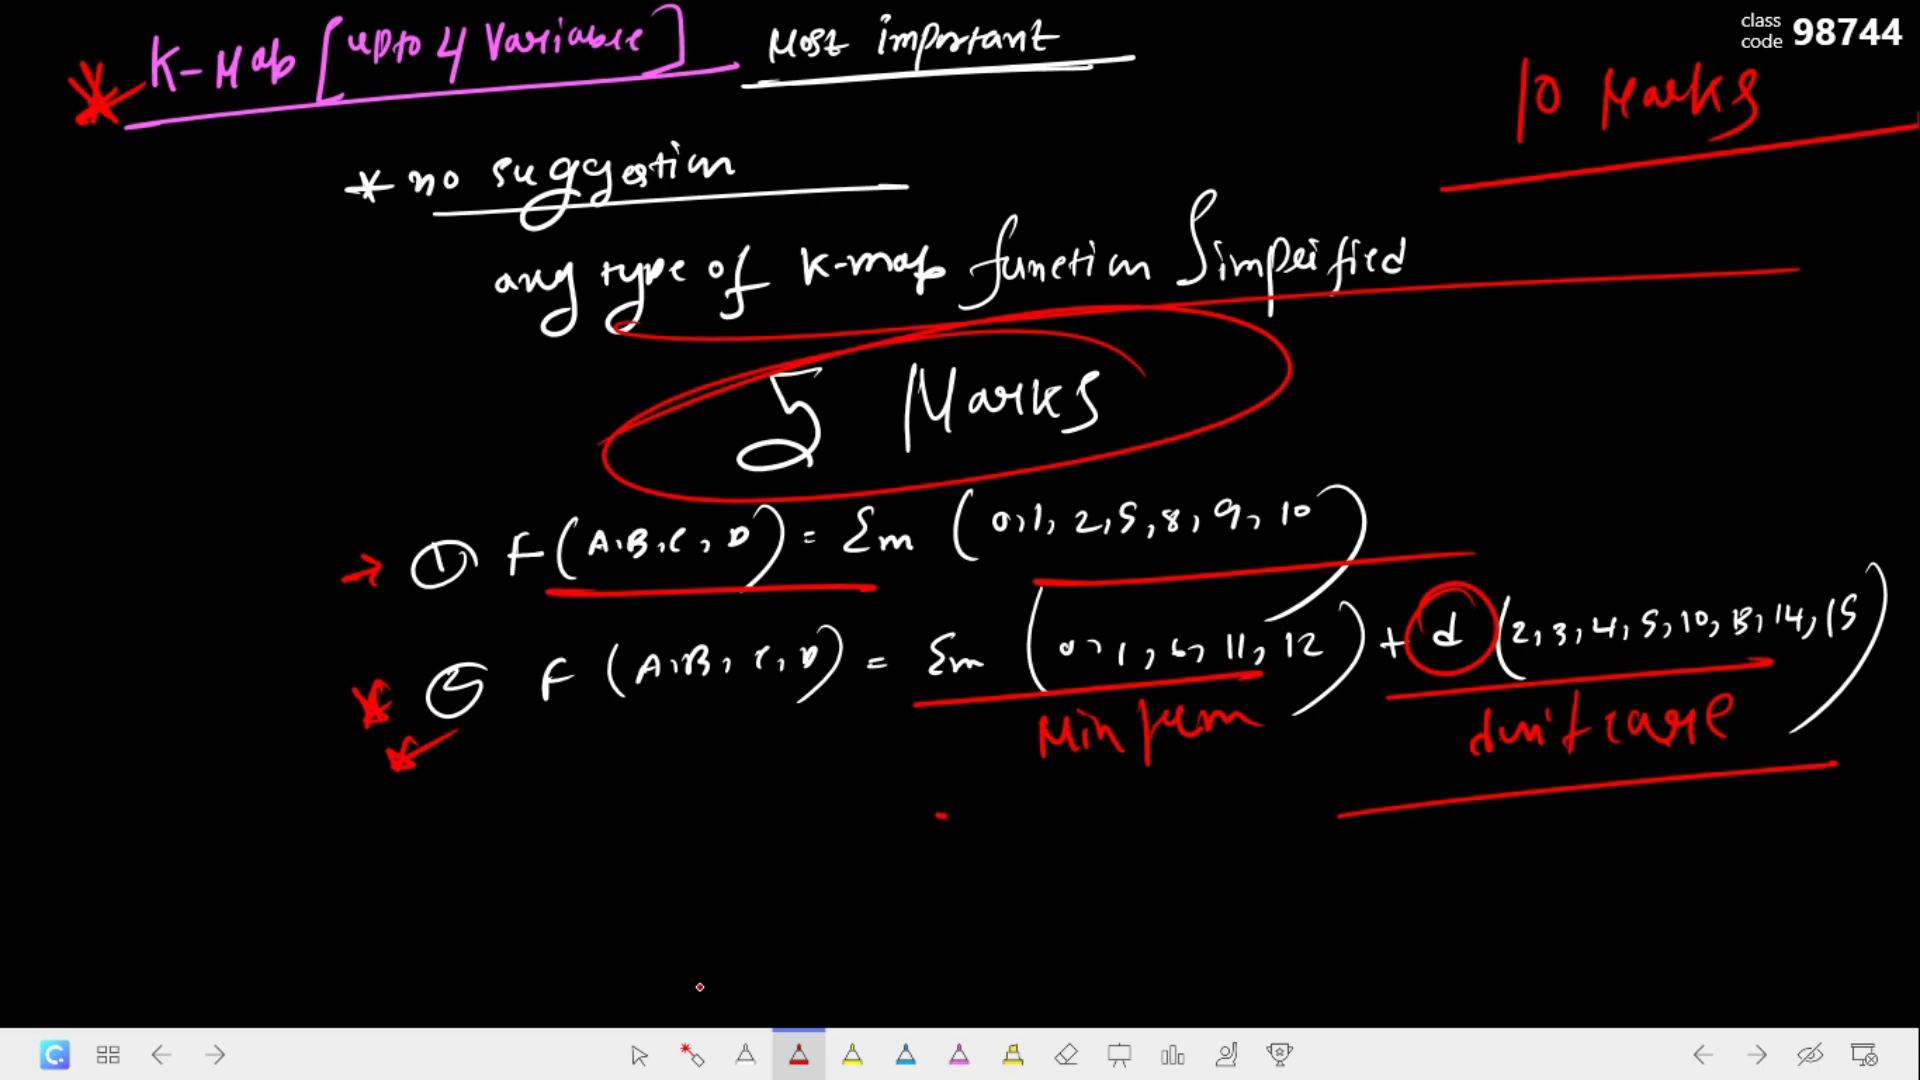 K-Map [upto 4 Variable] Most important
class code 98744
10 Marks
* no suggestion
any type of K-map function Simplified
5 Marks
→ ① F(A,B,C,D) = Σm (0,1,2,5,8,9,10)
② F(A,B,C,D) = Σm (0,1,6,11,12) + d (2,3,4,5,10,13,14,15)
Minterm don't care